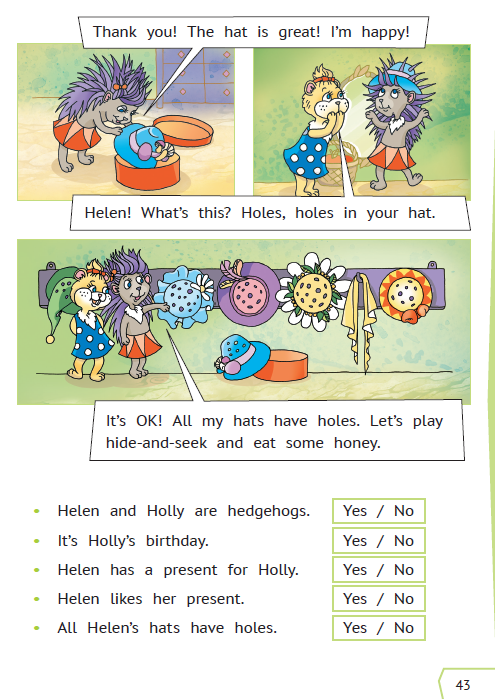 Thank you! The hat is great! I'm happy!
Helen! What's this? Holes, holes in your hat.
It's OK! All my hats have holes. Let's play
hide-and-seek and eat some honey.
• Helen and Holly are hedgehogs. Yes / No
• It's Holly's birthday. Yes / No
• Helen has a present for Holly. Yes / No
• Helen likes her present. Yes / No
• All Helen's hats have holes. Yes / No
43